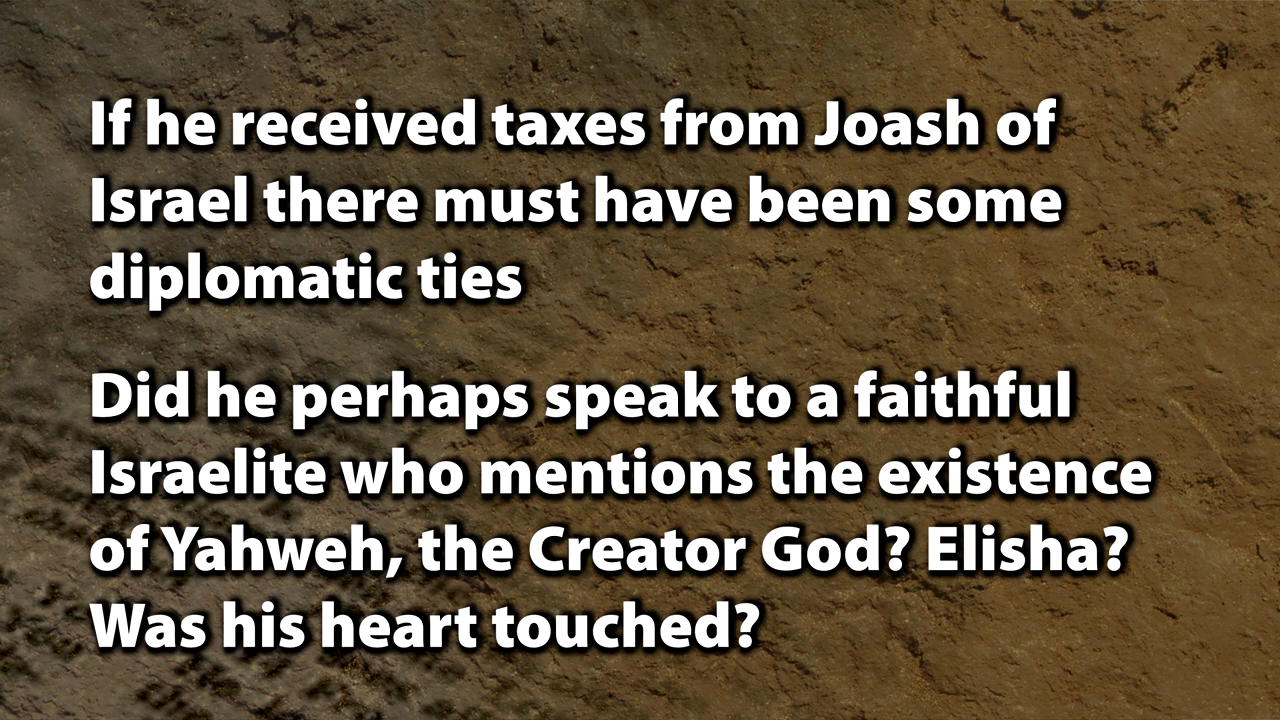 If he received taxes from Joash of
Israel there must have been some
diplomatic ties
Did he perhaps speak to a faithful
Israelite who mentions the existence
of Yahweh, the Creator God? Elisha?
Was his heart touched?